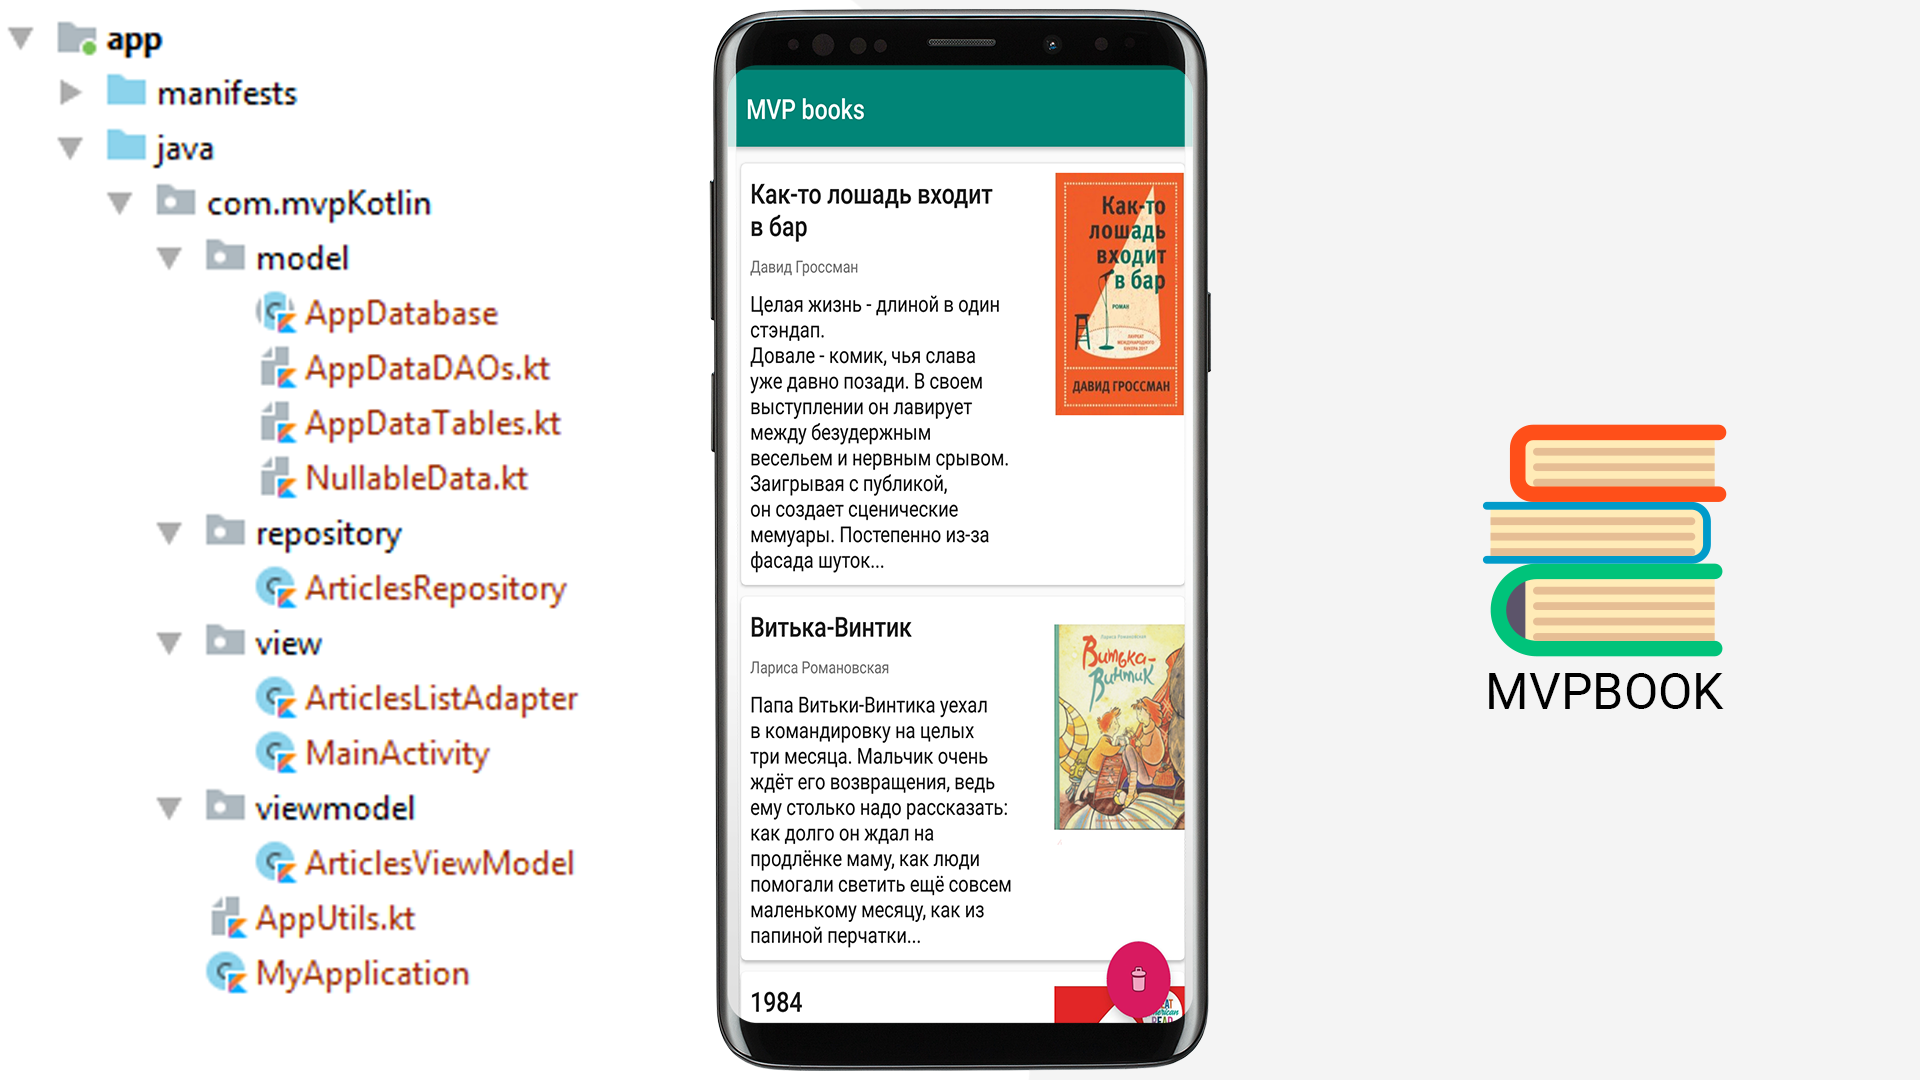 app
manifests
java
com.mvpKotlin
model
AppDatabase
AppDataDAOs.kt
AppDataTables.kt
NullableData.kt
repository
ArticlesRepository
view
ArticlesListAdapter
MainActivity
viewmodel
ArticlesViewModel
AppUtils.kt
MyApplication
MVP books
Как-то лошадь входит
в бар
Давид Гроссман
Целая жизнь - длиной в один
стэндап.
Довале - комик, чья слава
уже давно позади. В своем
выступлении он лавирует
между безудержным
весельем и нервным срывом.
Заигрывая с публикой,
он создает сценические
мемуары. Постепенно из-за
фасада шуток...
Как-то
лошадь
входит
в бар
РОМАН
ЛАУРЕАТ
МЕЖДУНАРОДНОГО
БУКЕРА 2017
ДАВИД ГРОССМАН
Витька-Винтик
Лариса Романовская
Папа Витьки-Винтика уехал
в командировку на целых
три месяца. Мальчик очень
ждёт его возвращения, ведь
ему столько надо рассказать:
как долго он ждал на
продлёнке маму, как люди
помогали светить ещё совсем
маленькому месяцу, как из
папиной перчатки...
Лариса Романовская
Витька-
Винтик
1984
MVPBOOK